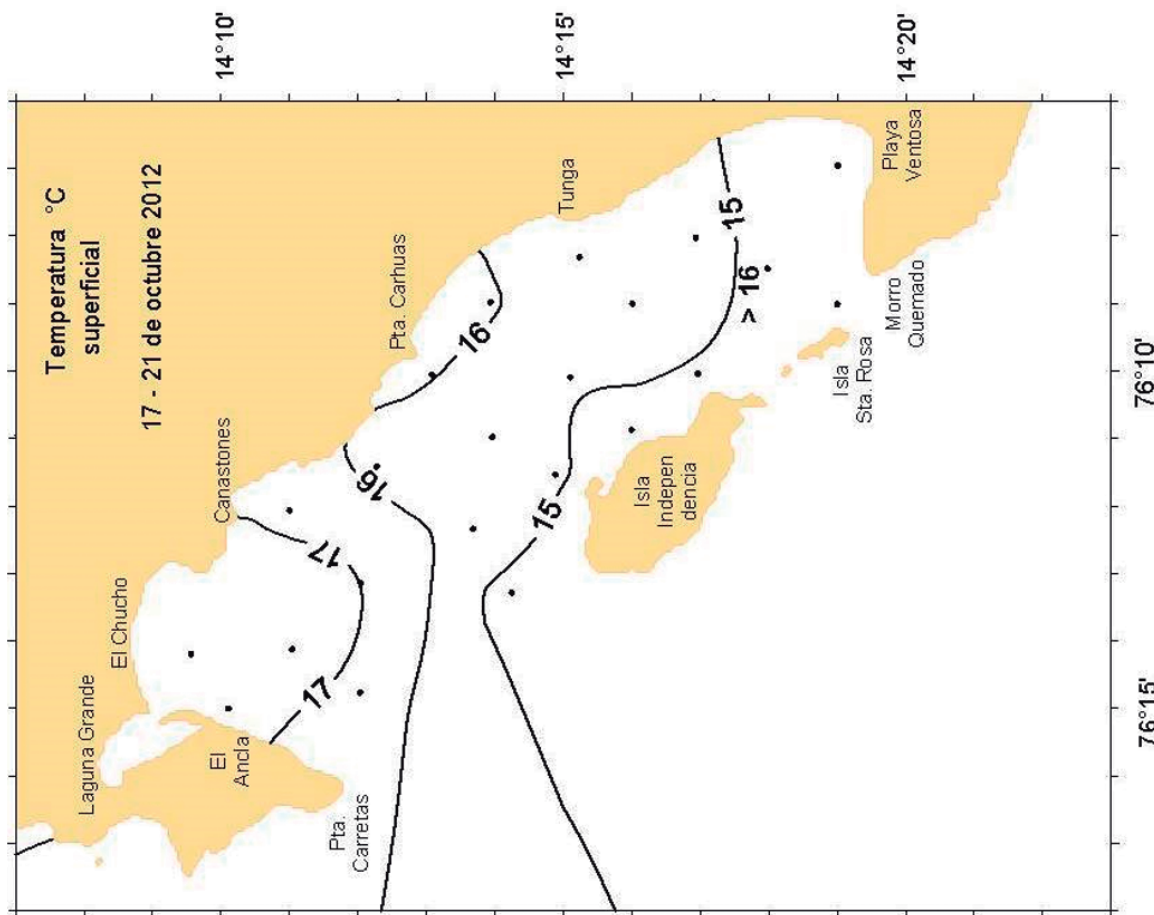 Temperatura °C
superficial
17 - 21 de octubre 2012
Laguna Grande
El Chucho
El
Ancla
Canastones
14°10'
17
17
Pta.
Carretas
16
Pta. Carhuas
16
15
Tunga
14°15'
Isla
Indepen
dencia
15
> 16
Isla
Sta. Rosa
Morro
Quemado
Playa
Ventosa
14°20'
76°15'
76°10'